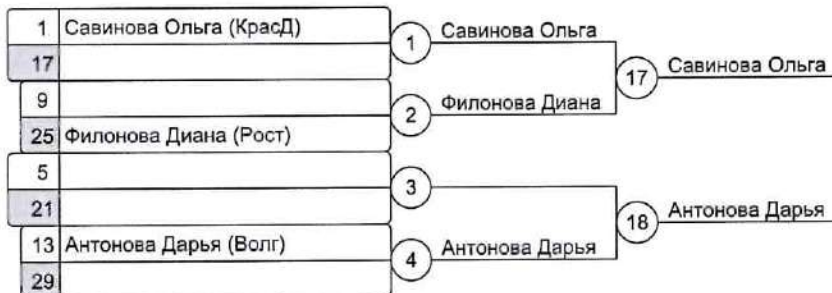 1 Савинова Ольга (КрасД)
17
1 Савинова Ольга
17 Савинова Ольга
9
25 Филонова Диана (Рост)
2 Филонова Диана
5
21
3
18 Антонова Дарья
13 Антонова Дарья (Волг)
29
4 Антонова Дарья